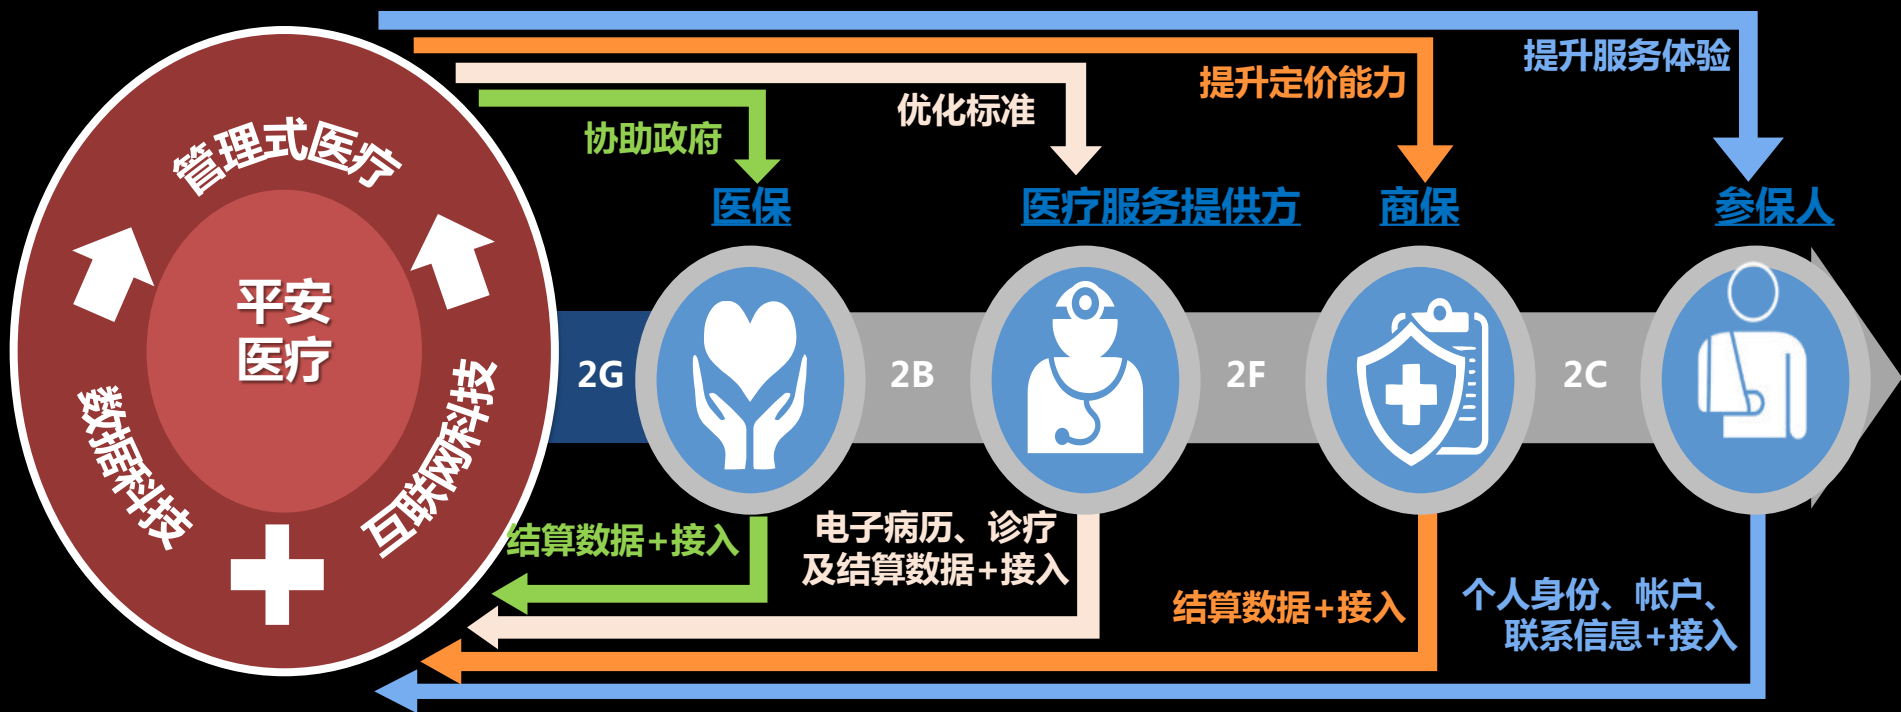 提升服务体验
提升定价能力
优化标准
协助政府
管理式医疗
医保
医疗服务提供方
商保
参保人
平安
医疗
2G
2B
2F
2C
数据科技
互联网科技
结算数据+接入
电子病历、诊疗
及结算数据+接入
结算数据+接入
个人身份、帐户、
联系信息+接入